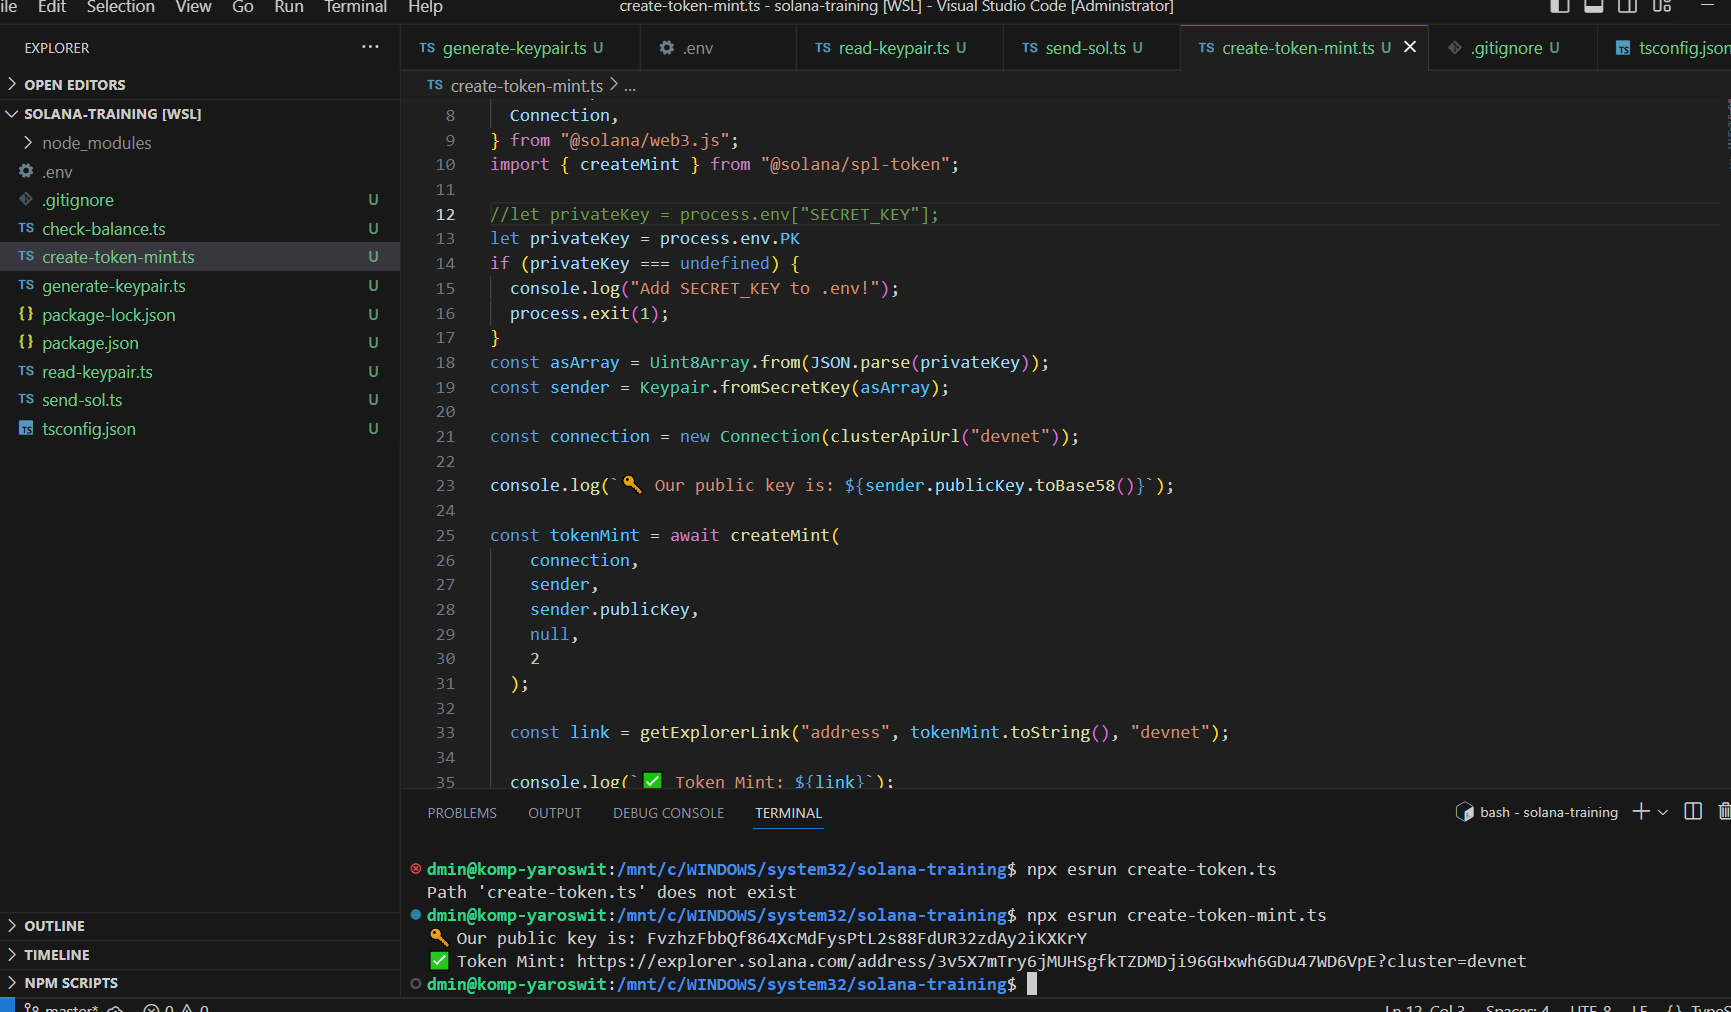 ile Edit Selection View Go Run Terminal Help create-token-mint.ts - solana-training [WSL] - Visual Studio Code [Administrator]
EXPLORER ...
OPEN EDITORS
SOLANA-TRAINING [WSL]
node_modules
.env
.gitignore U
check-balance.ts U
create-token-mint.ts U
generate-keypair.ts U
package-lock.json U
package.json U
read-keypair.ts U
send-sol.ts U
tsconfig.json U
OUTLINE
TIMELINE
NPM SCRIPTS
TS generate-keypair.ts U .env TS read-keypair.ts U TS send-sol.ts U TS create-token-mint.ts U .gitignore U TS tsconfig.json
TS create-token-mint.ts > ...
8 Connection,
9 } from "@solana/web3.js";
10 import { createMint } from "@solana/spl-token";
11
12 //let privateKey = process.env["SECRET_KEY"];
13 let privateKey = process.env.PK
14 if (privateKey === undefined) {
15 console.log("Add SECRET_KEY to .env!");
16 process.exit(1);
17 }
18 const asArray = Uint8Array.from(JSON.parse(privateKey));
19 const sender = Keypair.fromSecretKey(asArray);
20
21 const connection = new Connection(clusterApiUrl("devnet"));
22
23 console.log(`🔑 Our public key is: ${sender.publicKey.toBase58()}`);
24
25 const tokenMint = await createMint(
26 connection,
27 sender,
28 sender.publicKey,
29 null,
30 2
31 );
32
33 const link = getExplorerLink("address", tokenMint.toString(), "devnet");
34
35 console.log(`✅ Token Mint: ${link}`);
PROBLEMS OUTPUT DEBUG CONSOLE TERMINAL bash - solana-training
dmin@komp-yaroswit:/mnt/c/WINDOWS/system32/solana-training$ npx esrun create-token.ts
Path 'create-token.ts' does not exist
dmin@komp-yaroswit:/mnt/c/WINDOWS/system32/solana-training$ npx esrun create-token-mint.ts
🔑 Our public key is: FvzhzFbbQf864XcMdFysPtL2s88FdUR32zdAy2iKXKrY
✅ Token Mint: https://explorer.solana.com/address/3v5X7mTry6jMUHSgfkTZDMDji96GHxwh6GDu47WD6VpE?cluster=devnet
dmin@komp-yaroswit:/mnt/c/WINDOWS/system32/solana-training$
master* 0 0 Ln 12, Col 3 Spaces: 4 UTF-8 LF {} TypeS